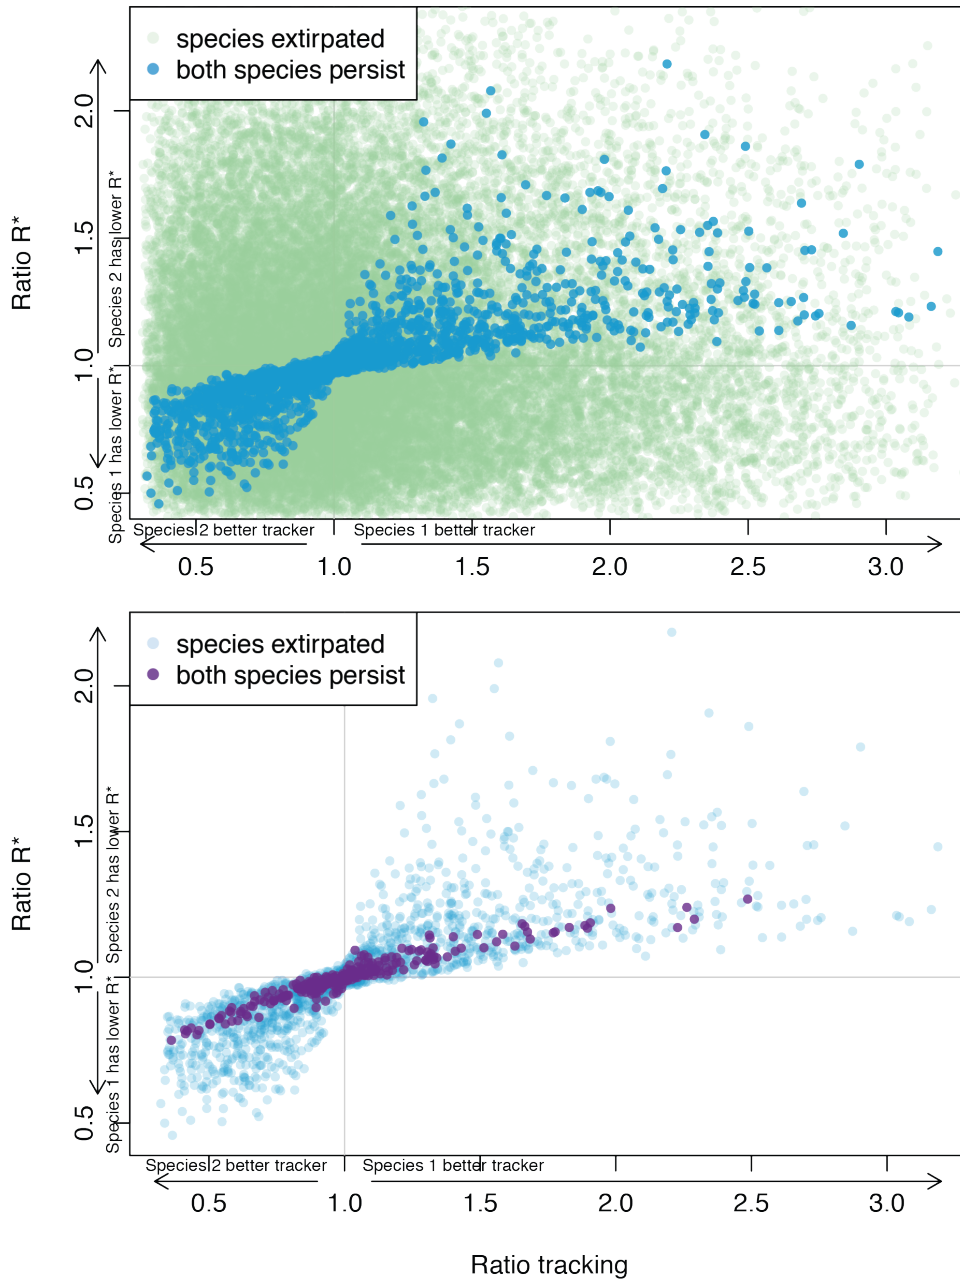 species extirpated
both species persist
Ratio R*
2.0
1.5
1.0
0.5
Species 2 has lower R*
Species 1 has lower R*
Species 2 better tracker
Species 1 better tracker
0.5
1.0
1.5
2.0
2.5
3.0
species extirpated
both species persist
Ratio R*
2.0
1.5
1.0
0.5
Species 2 has lower R*
Species 1 has lower R*
Species 2 better tracker
Species 1 better tracker
0.5
1.0
1.5
2.0
2.5
3.0
Ratio tracking